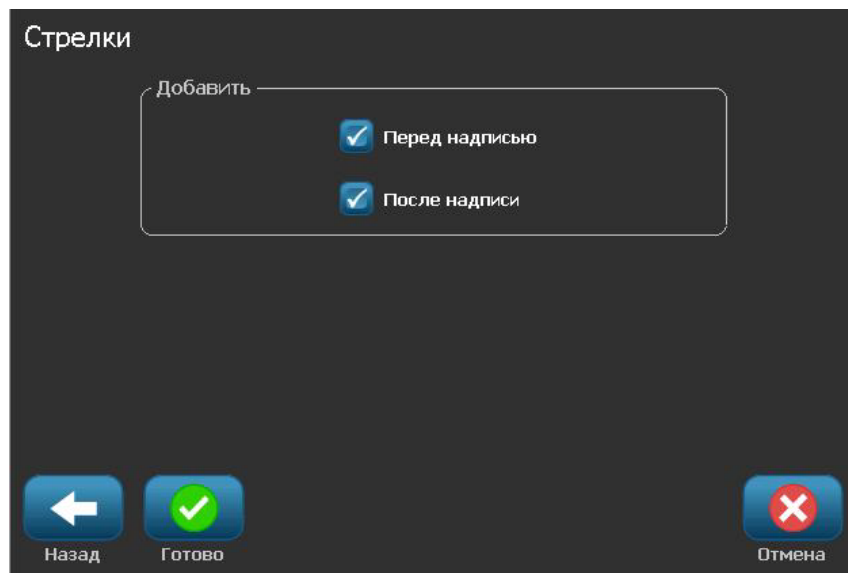 Стрелки
Добавить
Перед надписью
После надписи
Назад
Готово
Отмена